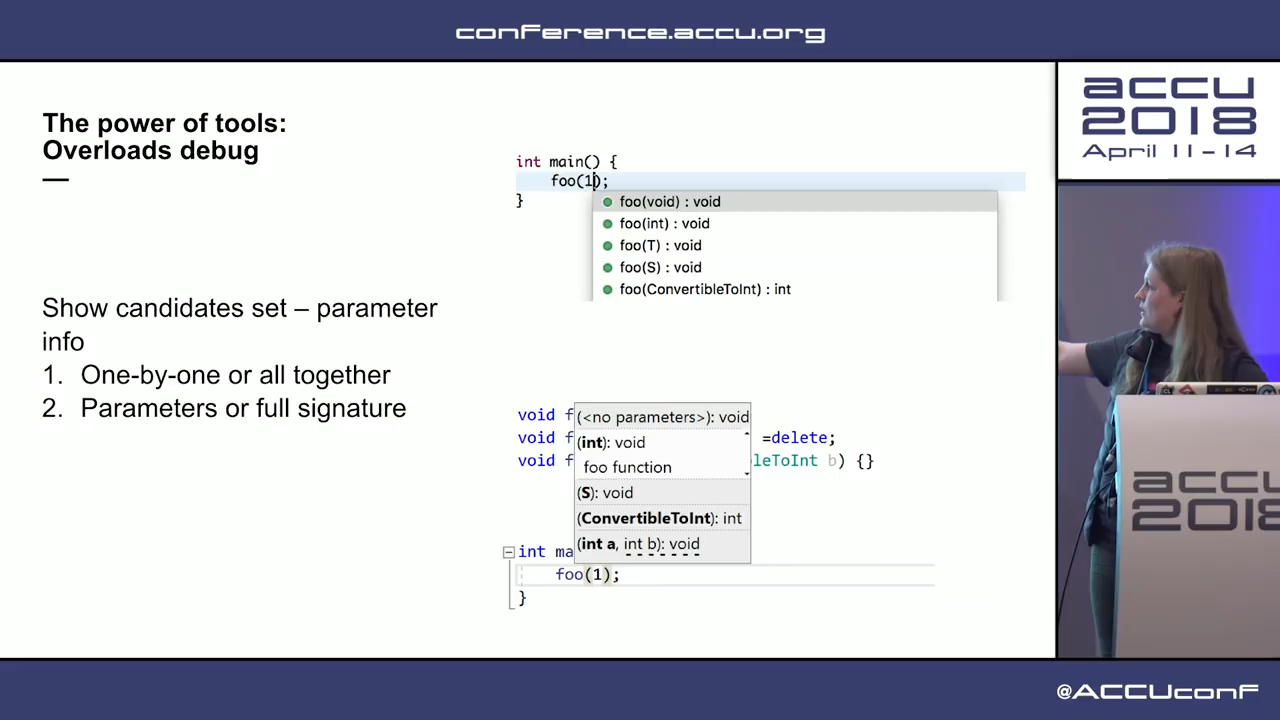 conference.accu.org
accu
2018
April 11-14
The power of tools:
Overloads debug
Show candidates set – parameter
info
1. One-by-one or all together
2. Parameters or full signature
int main() {
foo(1);
}
foo(void) : void
foo(int) : void
foo(T) : void
foo(S) : void
foo(ConvertibleToInt) : int
void f
void f =delete;
void f leToInt b) {}
(<no parameters>): void
(int): void
foo function
(S): void
(ConvertibleToInt): int
(int a, int b): void
int ma
foo(1);
}
accu
2018
@ACCUconf